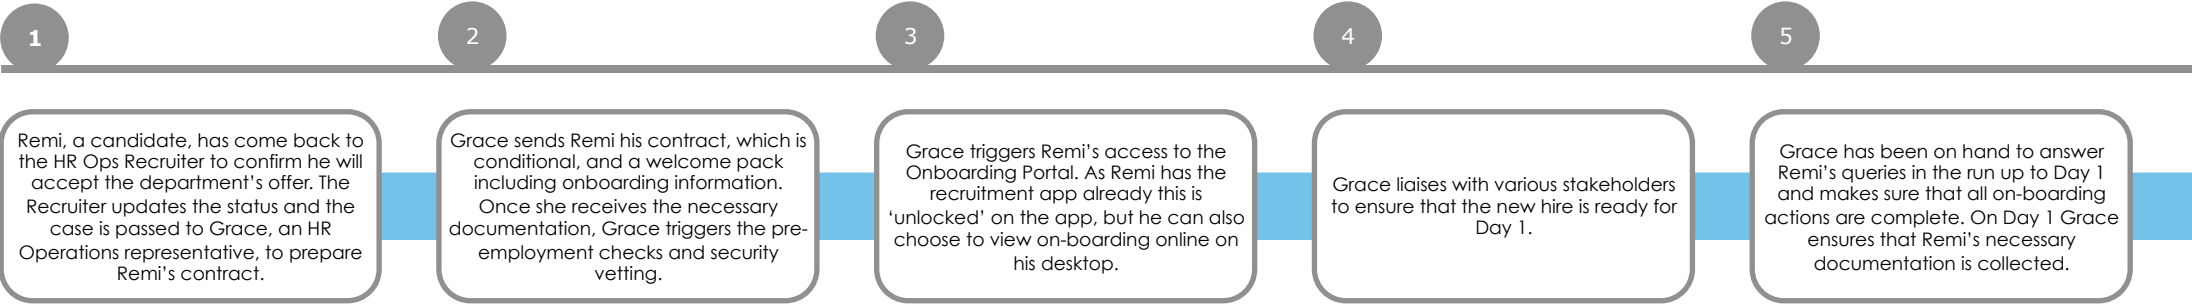 1
2
3
4
5
Remi, a candidate, has come back to
the HR Ops Recruiter to confirm he will
accept the department’s offer. The
Recruiter updates the status and the
case is passed to Grace, an HR
Operations representative, to prepare
Remi’s contract.
Grace sends Remi his contract, which is
conditional, and a welcome pack
including onboarding information.
Once she receives the necessary
documentation, Grace triggers the pre-
employment checks and security
vetting.
Grace triggers Remi’s access to the
Onboarding Portal. As Remi has the
recruitment app already this is
‘unlocked’ on the app, but he can also
choose to view on-boarding online on
his desktop.
Grace liaises with various stakeholders
to ensure that the new hire is ready for
Day 1.
Grace has been on hand to answer
Remi’s queries in the run up to Day 1
and makes sure that all on-boarding
actions are complete. On Day 1 Grace
ensures that Remi’s necessary
documentation is collected.